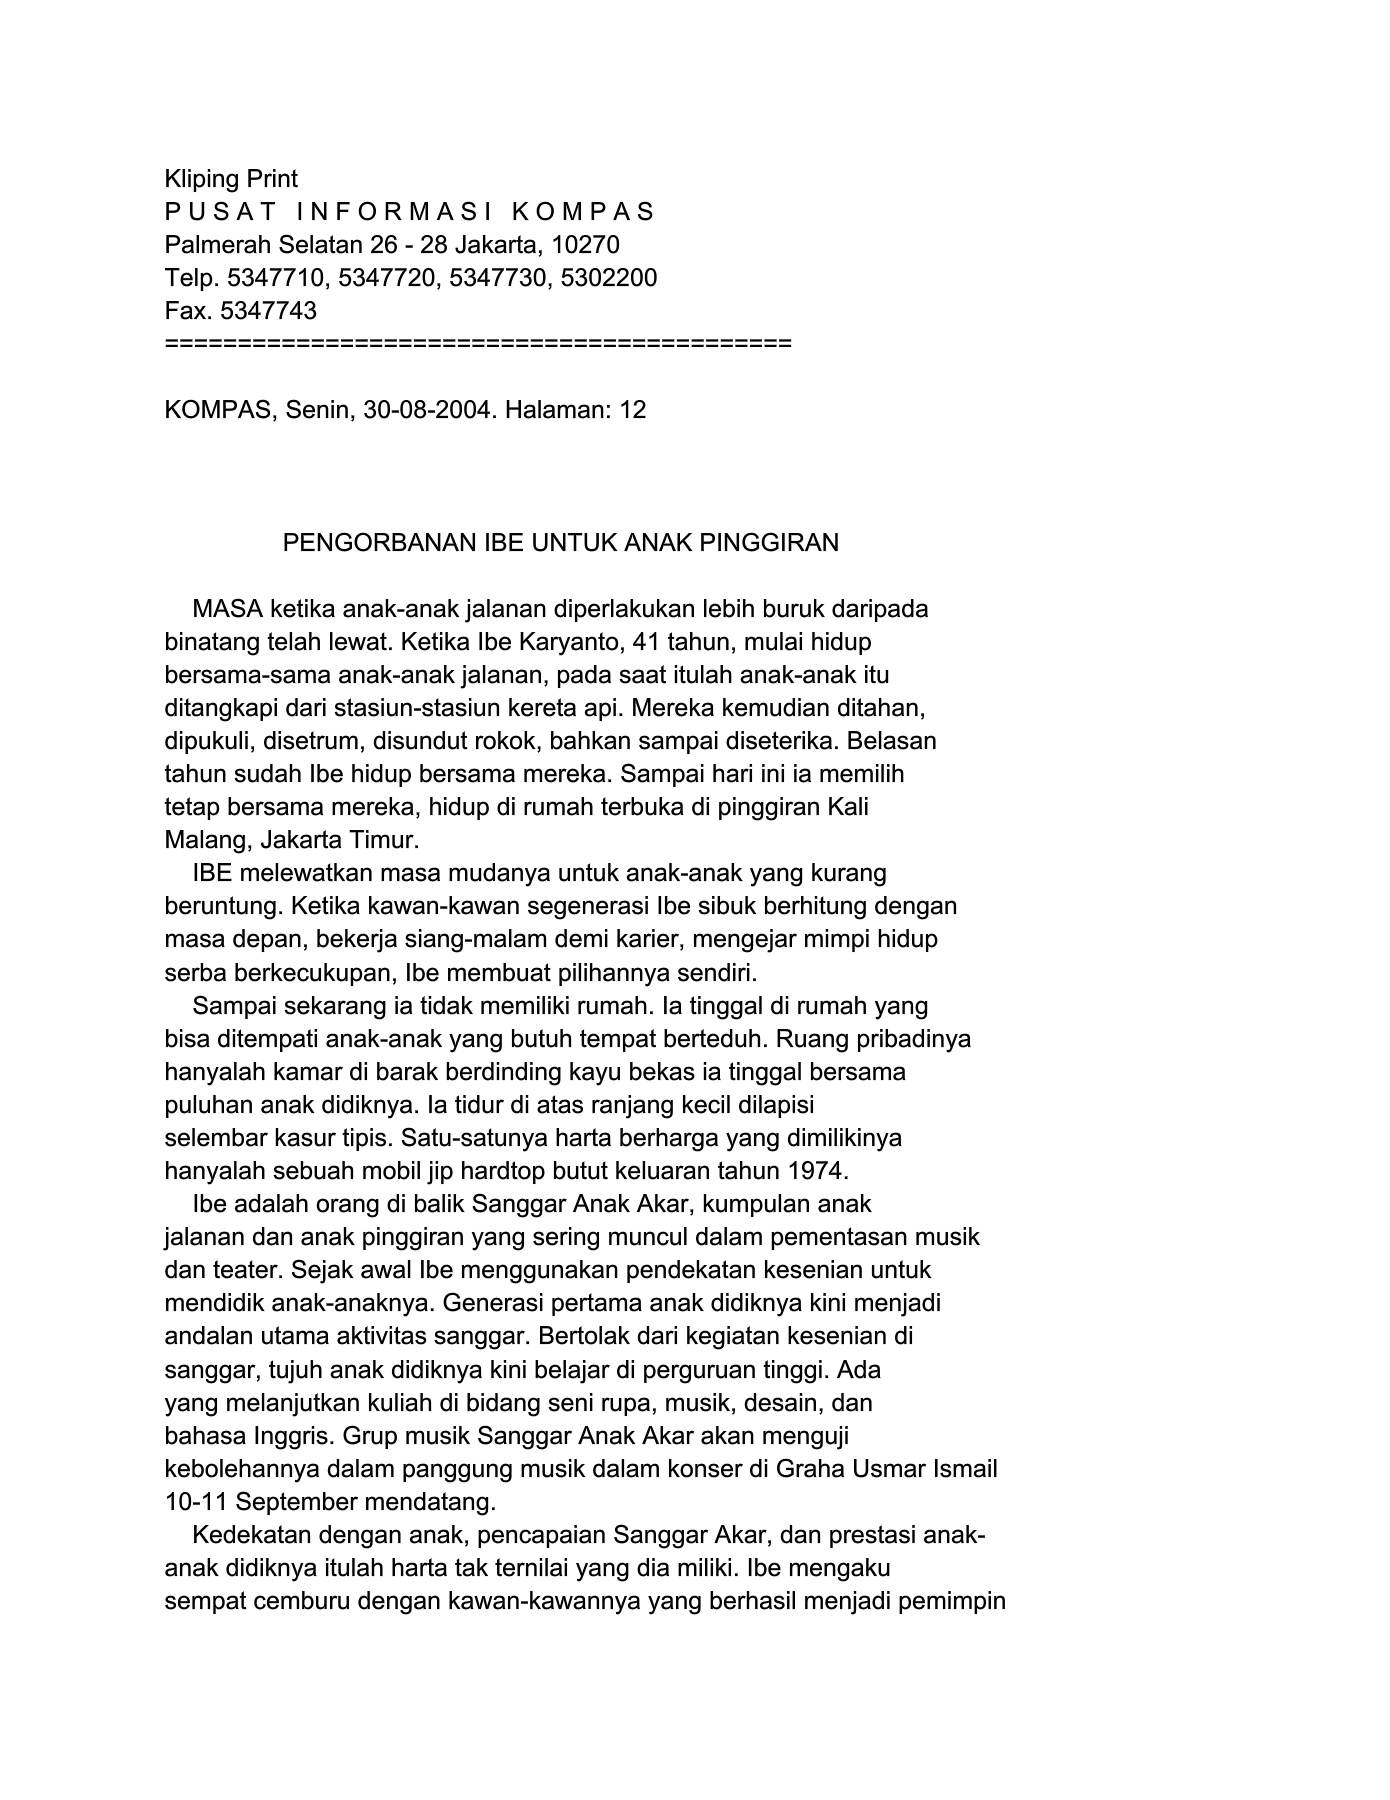 Kliping Print
P U S A T   I N F O R M A S I   K O M P A S
Palmerah Selatan 26 - 28 Jakarta, 10270
Telp. 5347710, 5347720, 5347730, 5302200
Fax. 5347743
===========================================
KOMPAS, Senin, 30-08-2004. Halaman: 12
PENGORBANAN IBE UNTUK ANAK PINGGIRAN
MASA ketika anak-anak jalanan diperlakukan lebih buruk daripada
binatang telah lewat. Ketika Ibe Karyanto, 41 tahun, mulai hidup
bersama-sama anak-anak jalanan, pada saat itulah anak-anak itu
ditangkapi dari stasiun-stasiun kereta api. Mereka kemudian ditahan,
dipukuli, disetrum, disundut rokok, bahkan sampai diseterika. Belasan
tahun sudah Ibe hidup bersama mereka. Sampai hari ini ia memilih
tetap bersama mereka, hidup di rumah terbuka di pinggiran Kali
Malang, Jakarta Timur.
IBE melewatkan masa mudanya untuk anak-anak yang kurang
beruntung. Ketika kawan-kawan segenerasi Ibe sibuk berhitung dengan
masa depan, bekerja siang-malam demi karier, mengejar mimpi hidup
serba berkecukupan, Ibe membuat pilihannya sendiri.
Sampai sekarang ia tidak memiliki rumah. Ia tinggal di rumah yang
bisa ditempati anak-anak yang butuh tempat berteduh. Ruang pribadinya
hanyalah kamar di barak berdinding kayu bekas ia tinggal bersama
puluhan anak didiknya. Ia tidur di atas ranjang kecil dilapisi
selembar kasur tipis. Satu-satunya harta berharga yang dimilikinya
hanyalah sebuah mobil jip hardtop butut keluaran tahun 1974.
Ibe adalah orang di balik Sanggar Anak Akar, kumpulan anak
jalanan dan anak pinggiran yang sering muncul dalam pementasan musik
dan teater. Sejak awal Ibe menggunakan pendekatan kesenian untuk
mendidik anak-anaknya. Generasi pertama anak didiknya kini menjadi
andalan utama aktivitas sanggar. Bertolak dari kegiatan kesenian di
sanggar, tujuh anak didiknya kini belajar di perguruan tinggi. Ada
yang melanjutkan kuliah di bidang seni rupa, musik, desain, dan
bahasa Inggris. Grup musik Sanggar Anak Akar akan menguji
kebolehannya dalam panggung musik dalam konser di Graha Usmar Ismail
10-11 September mendatang.
Kedekatan dengan anak, pencapaian Sanggar Akar, dan prestasi anak-
anak didiknya itulah harta tak ternilai yang dia miliki. Ibe mengaku
sempat cemburu dengan kawan-kawannya yang berhasil menjadi pemimpin